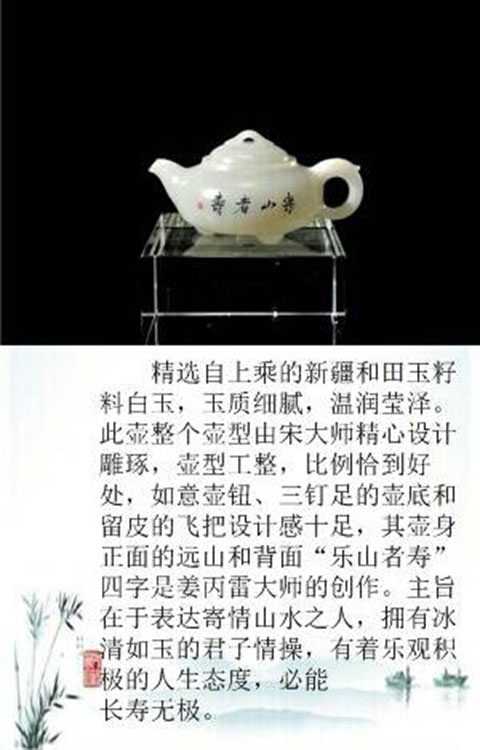 乐山者寿
精选自上乘的新疆和田玉籽
料白玉，玉质细腻，温润莹泽。
此壶整个壶型由宋大师精心设计
雕琢，壶型工整，比例恰到好
处，如意壶钮、三钉足的壶底和
留皮的飞把设计感十足，其壶身
正面的远山和背面“乐山者寿”
四字是姜丙雷大师的创作。主旨
在于表达寄情山水之人，拥有冰
清如玉的君子情操，有着乐观积
极的人生态度，必能
长寿无极。